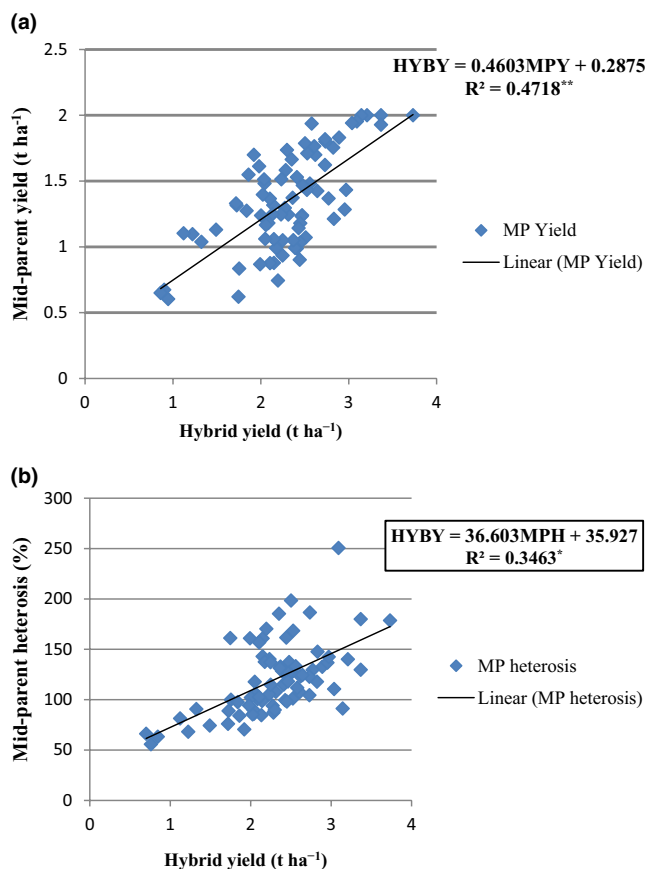 (a)
HYBY = 0.4603MPY + 0.2875
R² = 0.4718**
Mid-parent yield (t ha⁻¹)
2.5
2
1.5
1
0.5
0
0 1 2 3 4
Hybrid yield (t ha⁻¹)
MP Yield
Linear (MP Yield)
(b)
HYBY = 36.603MPH + 35.927
R² = 0.3463*
Mid-parent heterosis (%)
300
250
200
150
100
50
0
0 1 2 3 4
Hybrid yield (t ha⁻¹)
MP heterosis
Linear (MP heterosis)